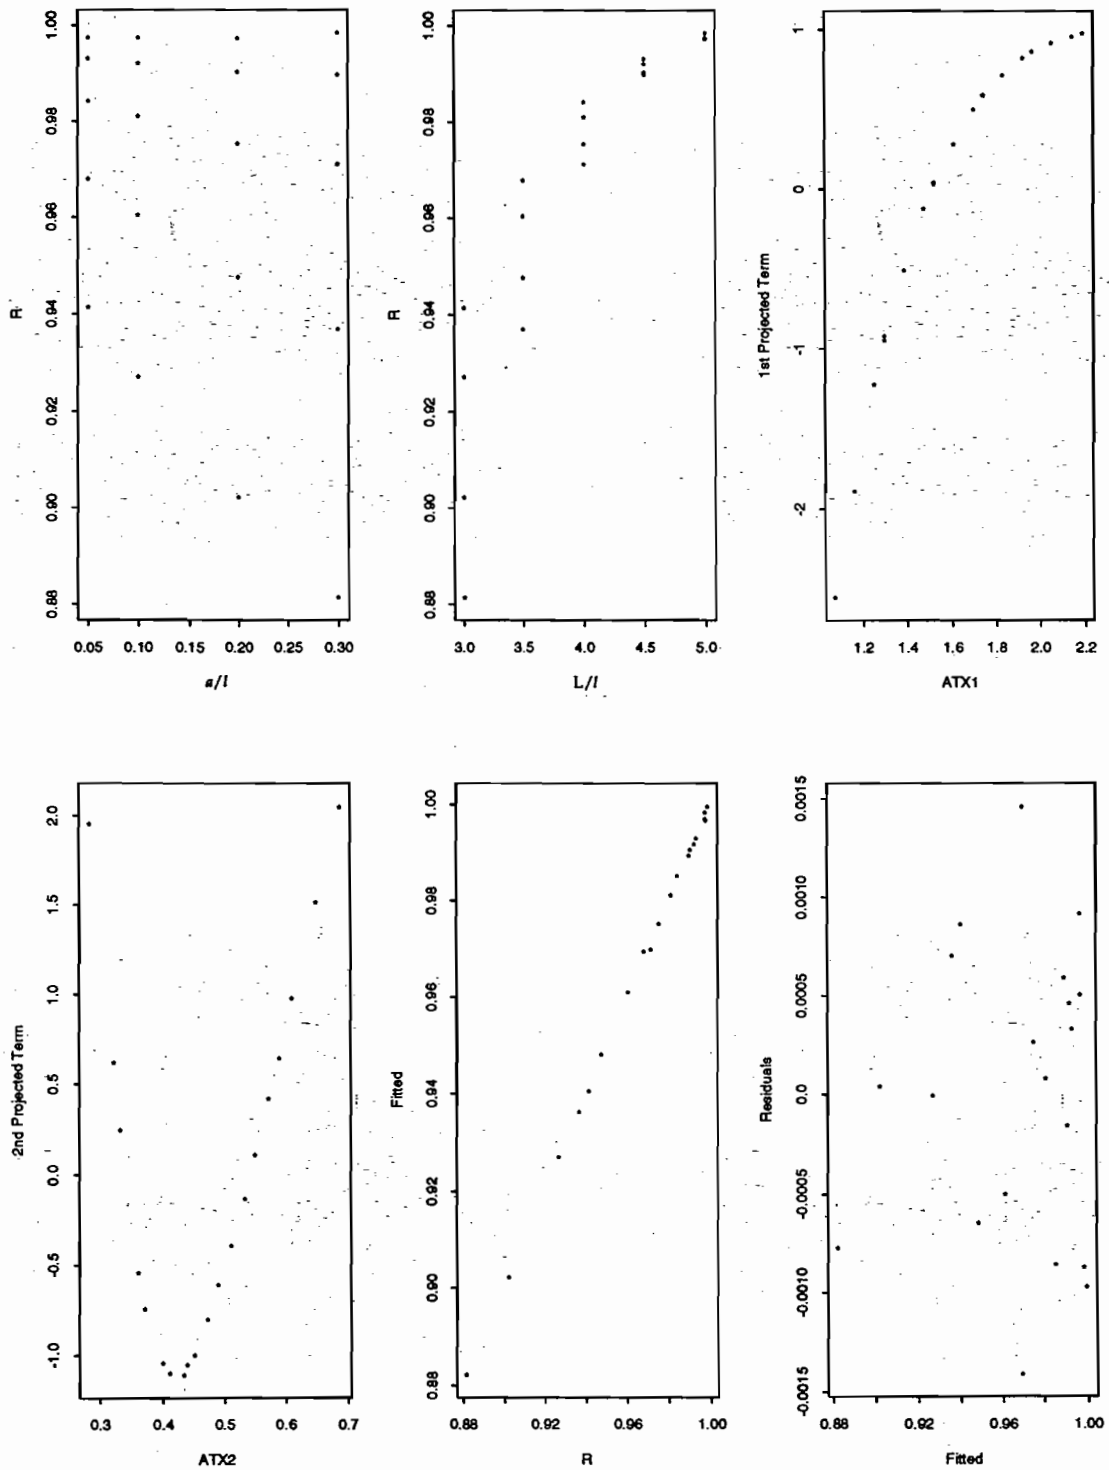 R
1.00
0.98
0.96
0.94
0.92
0.90
0.88
0.05 0.10 0.20 0.30
a/l
R
1.00
0.98
0.96
0.94
0.92
0.90
0.88
3.0 3.5 4.0 4.5 5.0
L/l
1st Projected Term
1
0
-1
-2
1.2 1.4 1.6 1.8 2.0 2.2
ATX1
2nd Projected Term
2.0
1.5
1.0
0.5
0.0
-0.5
-1.0
0.3 0.4 0.5 0.6 0.7
ATX2
Fitted
1.00
0.98
0.96
0.94
0.92
0.90
0.88
0.88 0.92 0.96 1.00
R
Residuals
0.0015
0.0010
0.0005
0.0
-0.0005
-0.0010
-0.0015
0.88 0.92 0.96 1.00
Fitted